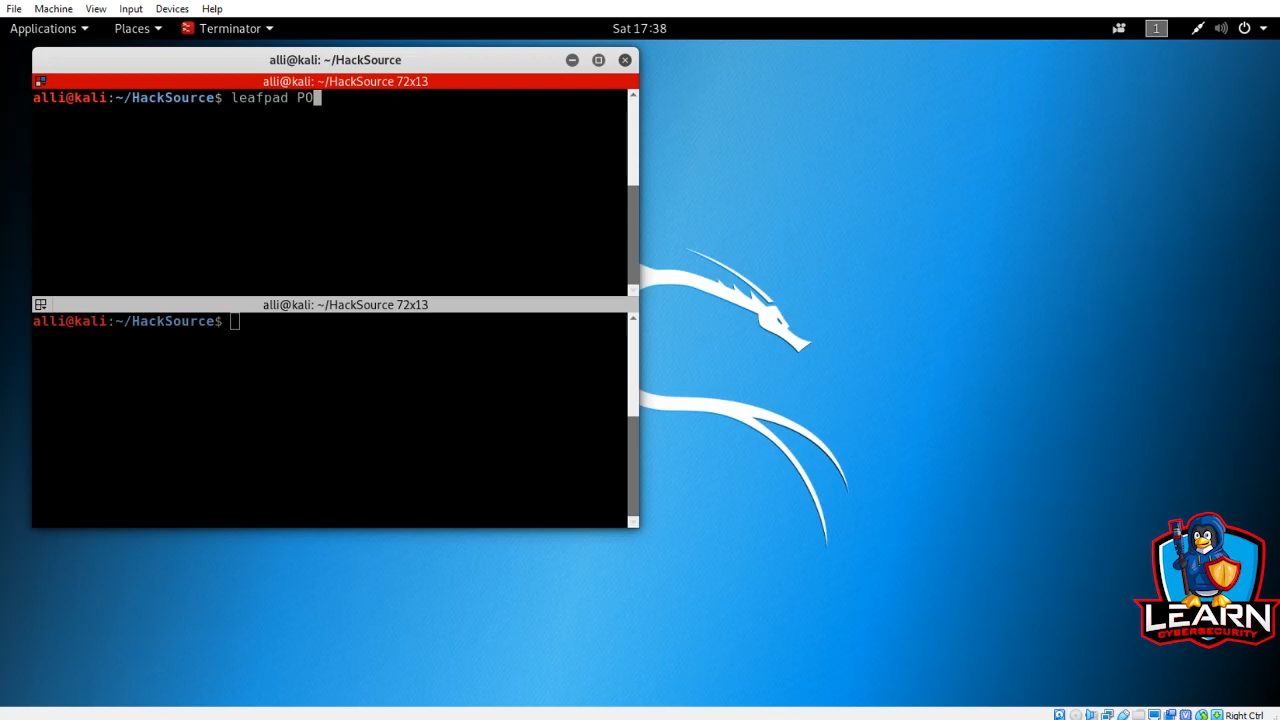 File Machine View Input Devices Help
Applications Places Terminator Sat 17:38 1
alli@kali: ~/HackSource
alli@kali: ~/HackSource 72x13
alli@kali:~/HackSource$ leafpad PO
alli@kali: ~/HackSource 72x13
alli@kali:~/HackSource$
LEARN
CYBERSECURITY
Right Ctrl